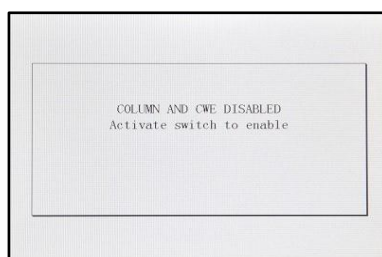 COLUMN AND CWE DISABLED
Activate switch to enable